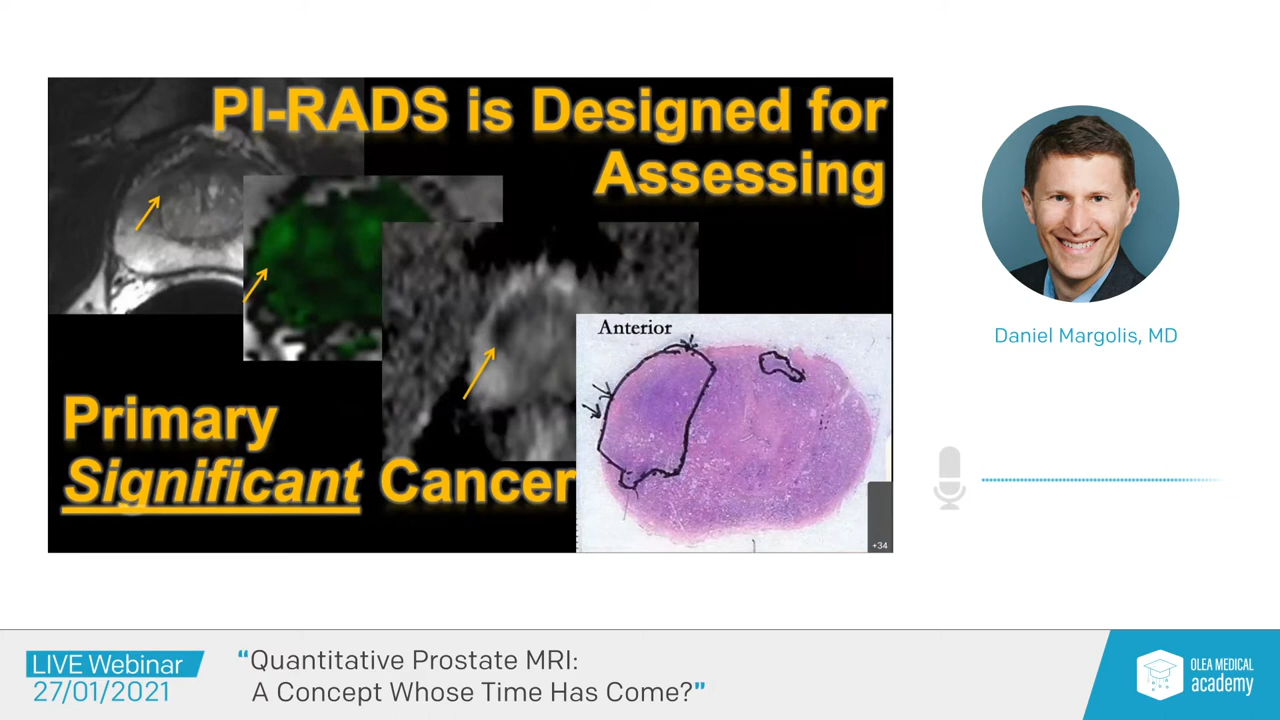 PI-RADS is Designed for
Assessing
Anterior
Primary
Significant Cancer
+34
Daniel Margolis, MD
LIVE Webinar
27/01/2021
“Quantitative Prostate MRI:
A Concept Whose Time Has Come?”
OLEA MEDICAL
academy